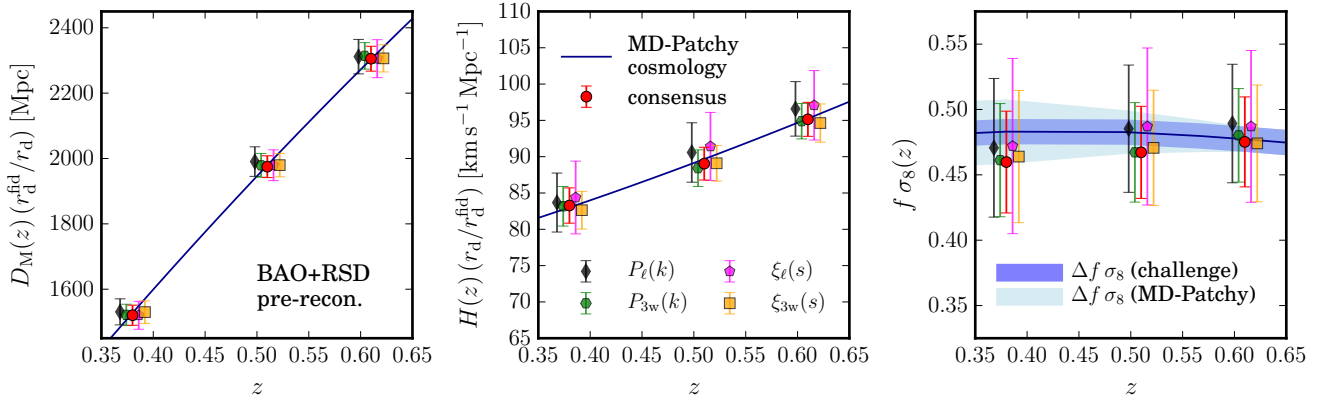 2400
2200
2000
1800
1600
D_M(z) (r_d^fid/r_d) [Mpc]
BAO+RSD
pre-recon.
0.35 0.40 0.45 0.50 0.55 0.60 0.65
z
110
105
100
95
90
85
80
75
70
65
H(z) (r_d/r_d^fid) [km s^−1 Mpc^−1]
MD-Patchy
cosmology
consensus
P_ℓ(k) ξ_ℓ(s)
P_3w(k) ξ_3w(s)
0.35 0.40 0.45 0.50 0.55 0.60 0.65
z
0.55
0.50
0.45
0.40
0.35
f σ_8(z)
Δf σ_8 (challenge)
Δf σ_8 (MD-Patchy)
0.35 0.40 0.45 0.50 0.55 0.60 0.65
z